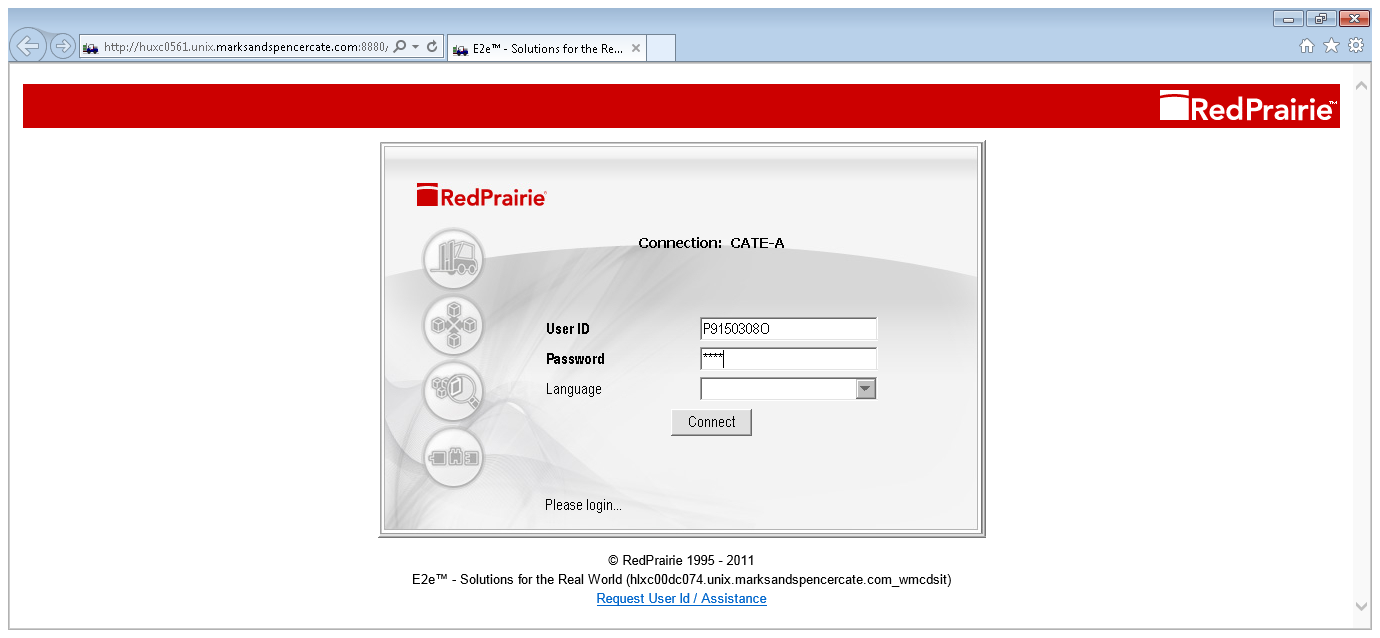 http://huxc0561.unix.marksandspencercate.com:8880/
E2e™ - Solutions for the Re...
RedPrairie™
RedPrairie
Connection: CATE-A
User ID P9150308O
Password ****
Language
Connect
Please login...
© RedPrairie 1995 - 2011
E2e™ - Solutions for the Real World (hlxc00dc074.unix.marksandspencercate.com_wmcdsit)
Request User Id / Assistance